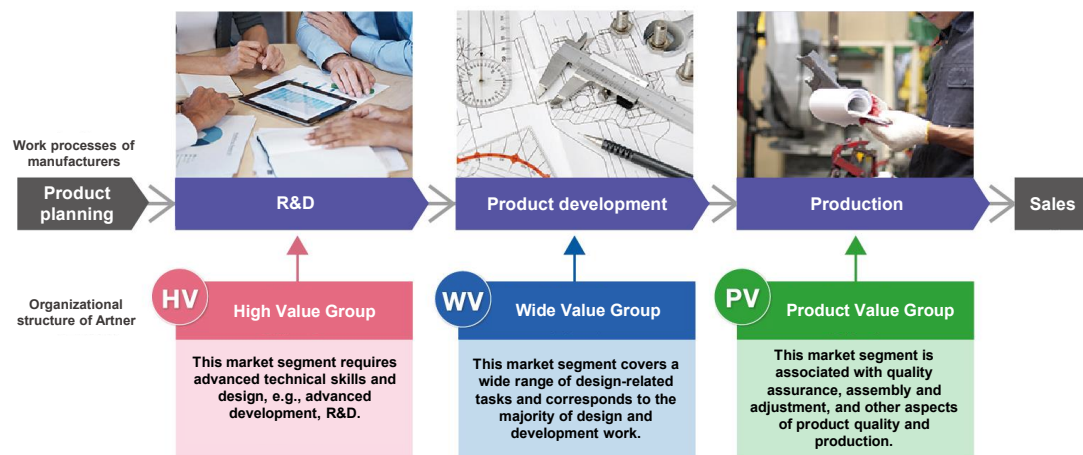 Work processes of
manufacturers
Product
planning
R&D
Product development
Production
Sales
Organizational
structure of Artner
HV
High Value Group
This market segment requires
advanced technical skills and
design, e.g., advanced
development, R&D.
WV
Wide Value Group
This market segment covers a
wide range of design-related
tasks and corresponds to the
majority of design and
development work.
PV
Product Value Group
This market segment is
associated with quality
assurance, assembly and
adjustment, and other aspects
of product quality and
production.